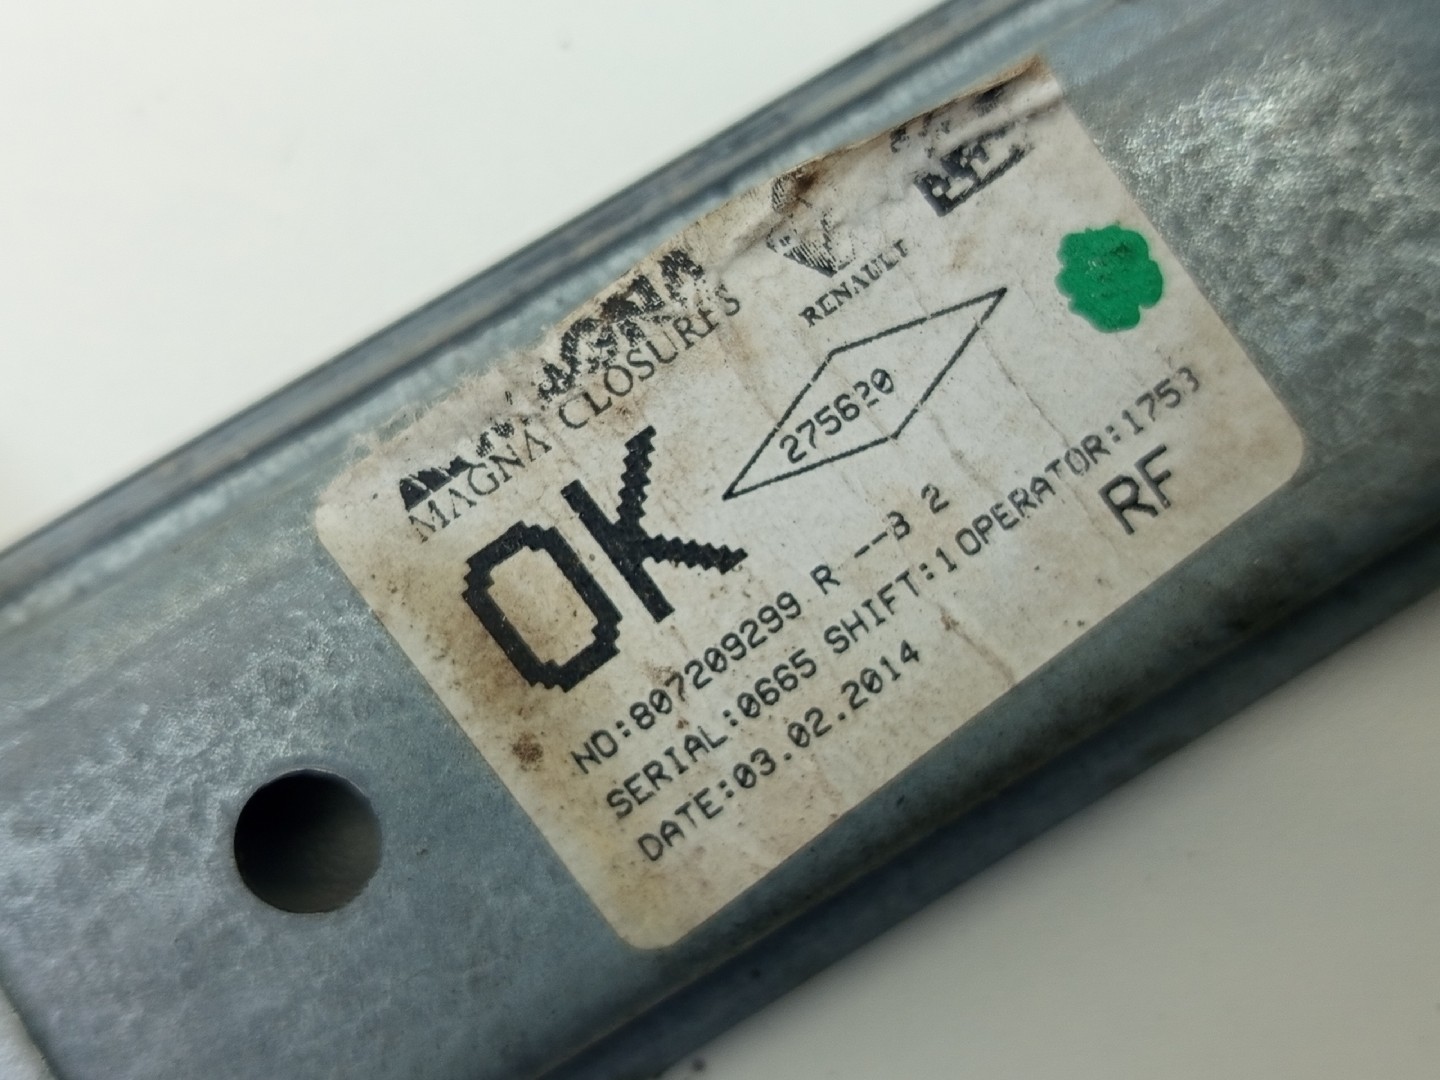 MAGNA
MAGNA CLOSURES
RENAULT
OK
275620
NO:807209299 R --B 2
SERIAL:0665 SHIFT:1 OPERATOR:1753
RF
DATE:03.02.2014